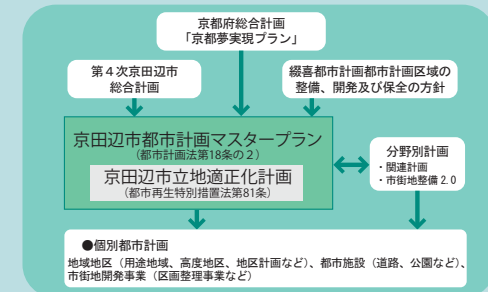 京都府総合計画
「京都夢実現プラン」
第4次京田辺市
総合計画
綴喜都市計画都市計画区域の
整備、開発及び保全の方針
京田辺市都市計画マスタープラン
(都市計画法第18条の2)
京田辺市立地適正化計画
(都市再生特別措置法第81条)
分野別計画
・関連計画
・市街地整備 2.0
●個別都市計画
地域地区(用途地域、高度地区、地区計画など)、都市施設(道路、公園など)、
市街地開発事業(区画整理事業など)